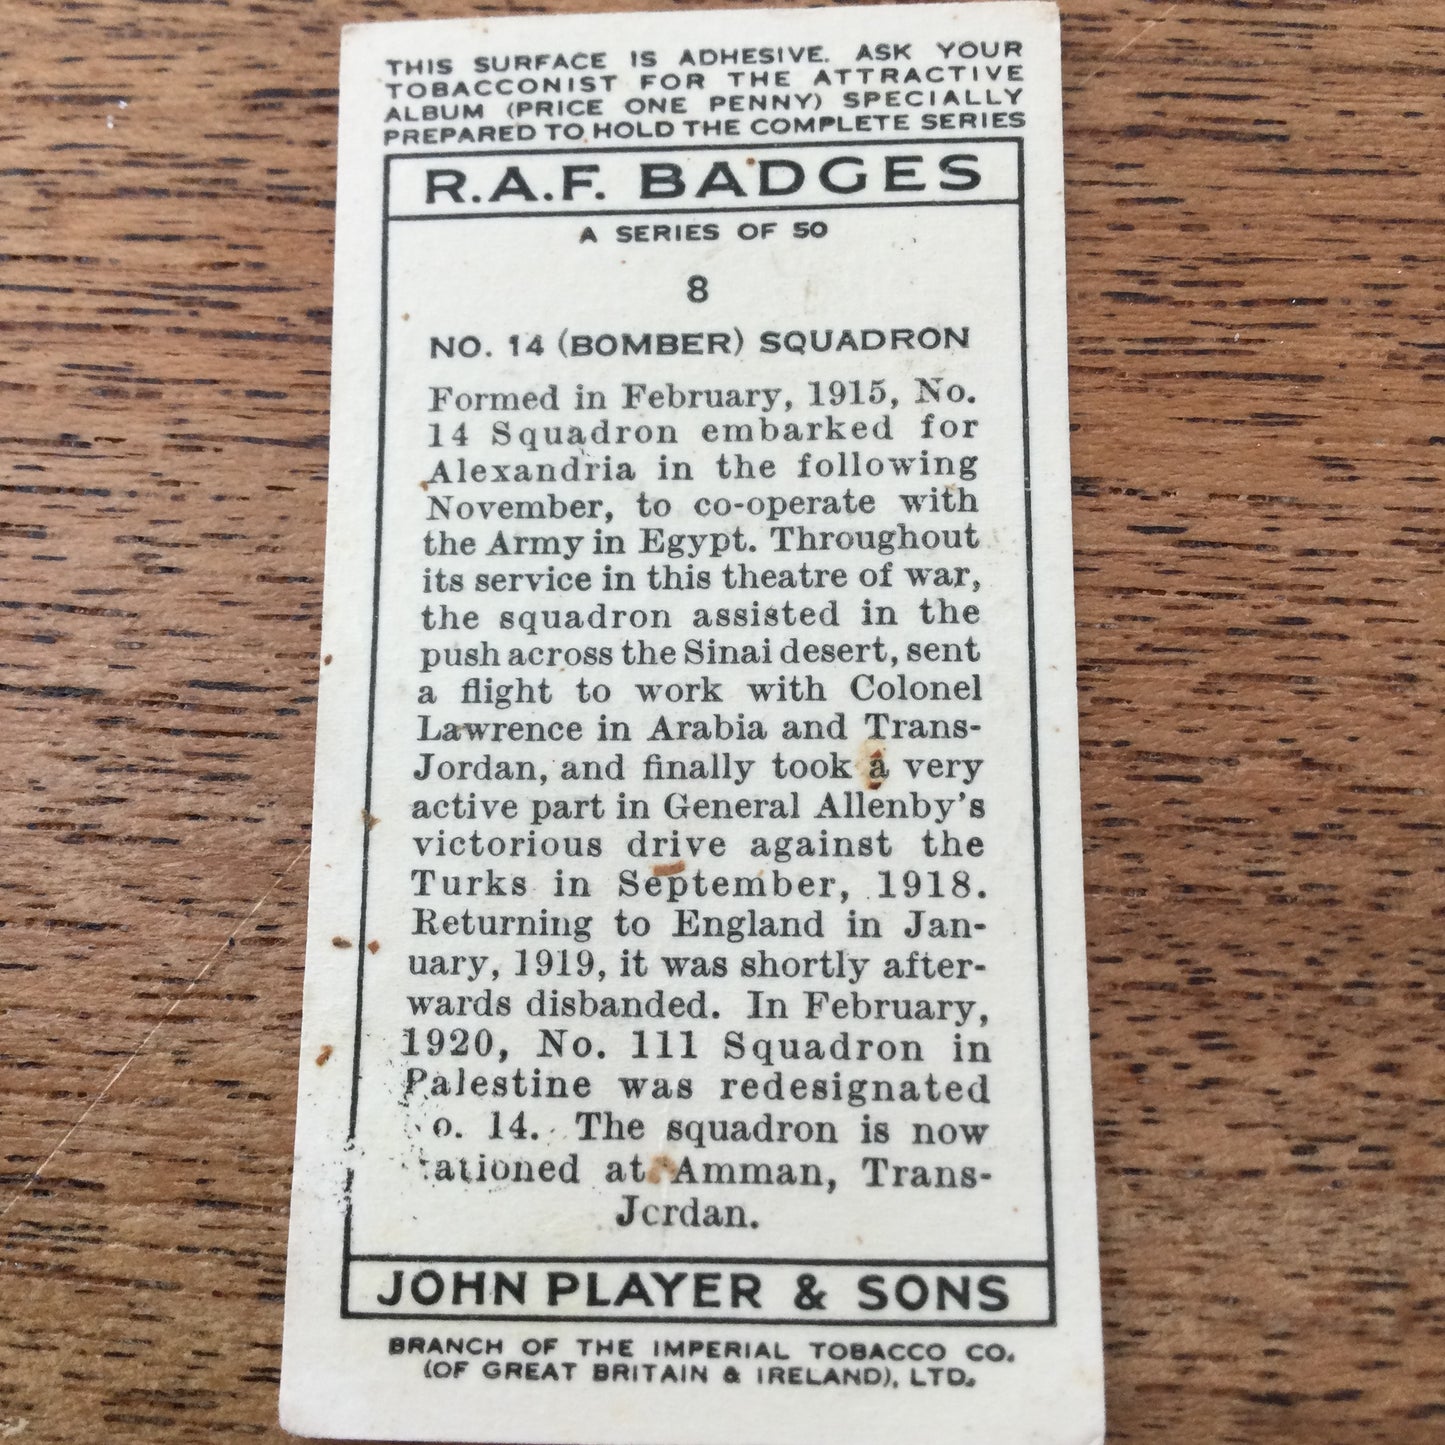 THIS SURFACE IS ADHESIVE. ASK YOUR
TOBACCONIST FOR THE ATTRACTIVE
ALBUM (PRICE ONE PENNY) SPECIALLY
PREPARED TO HOLD THE COMPLETE SERIES
R.A.F. BADGES
A SERIES OF 50
8
NO. 14 (BOMBER) SQUADRON
Formed in February, 1915, No.
14 Squadron embarked for
Alexandria in the following
November, to co-operate with
the Army in Egypt. Throughout
its service in this theatre of war,
the squadron assisted in the
push across the Sinai desert, sent
a flight to work with Colonel
Lawrence in Arabia and Trans-
Jordan, and finally took a very
active part in General Allenby's
victorious drive against the
Turks in September, 1918.
Returning to England in Jan-
uary, 1919, it was shortly after-
wards disbanded. In February,
1920, No. 111 Squadron in
Palestine was redesignated
o. 14. The squadron is now
ationed at Amman, Trans-
Jordan.
JOHN PLAYER & SONS
BRANCH OF THE IMPERIAL TOBACCO CO.
(OF GREAT BRITAIN & IRELAND), LTD.